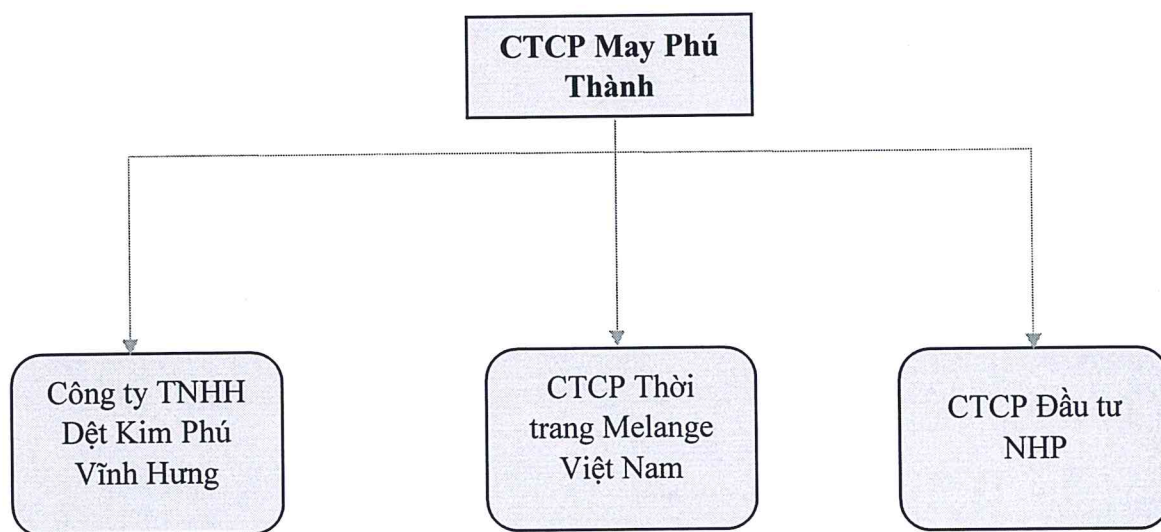 CTCP May Phú
Thành
Công ty TNHH
Dệt Kim Phú
Vĩnh Hưng
CTCP Thời
trang Melange
Việt Nam
CTCP Đầu tư
NHP